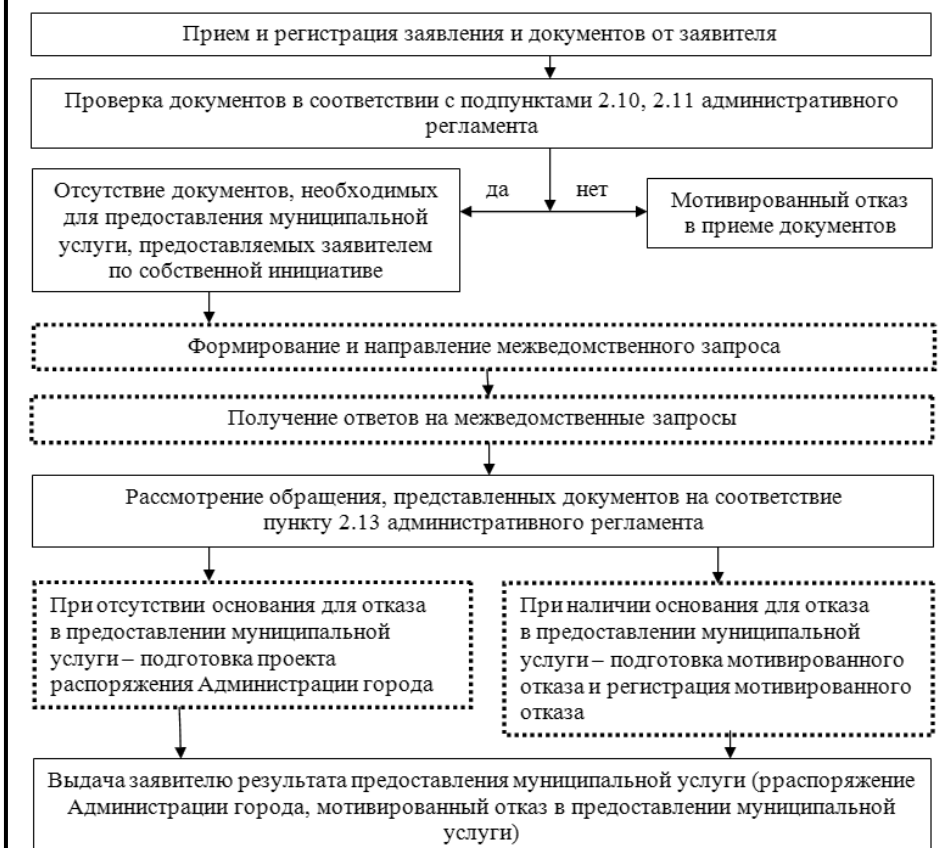 Прием и регистрация заявления и документов от заявителя
Проверка документов в соответствии с подпунктами 2.10, 2.11 административного
регламента
Отсутствие документов, необходимых
для предоставления муниципальной
услуги, предоставляемых заявителем
по собственной инициативе
да
нет
Мотивированный отказ
в приеме документов
Формирование и направление межведомственного запроса
Получение ответов на межведомственные запросы
Рассмотрение обращения, представленных документов на соответствие
пункту 2.13 административного регламента
При отсутствии основания для отказа
в предоставлении муниципальной
услуги – подготовка проекта
распоряжения Администрации города
При наличии основания для отказа
в предоставлении муниципальной
услуги – подготовка мотивированного
отказа и регистрация мотивированного
отказа
Выдача заявителю результата предоставления муниципальной услуги (рраспоряжение
Администрации города, мотивированный отказ в предоставлении муниципальной
услуги)